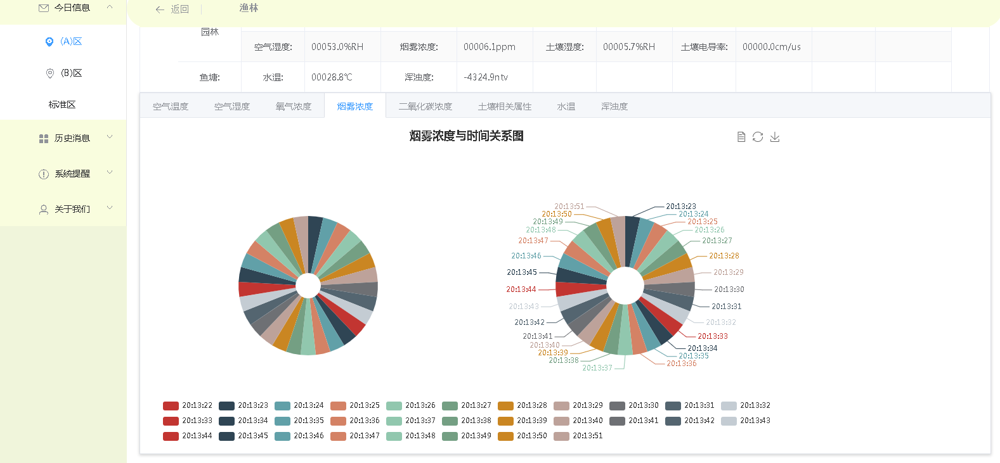 今日信息
(A)区
(B)区
标准区
历史消息
系统提醒
关于我们
返回 渔林
园林
空气湿度: 00053.0%RH 烟雾浓度: 00006.1ppm 土壤湿度: 00005.7%RH 土壤电导率: 00000.0cm/us
鱼塘: 水温: 00028.8℃ 浑浊度: -4324.9ntv
空气温度 空气湿度 氧气浓度 烟雾浓度 二氧化碳浓度 土壤相关属性 水温 浑浊度
烟雾浓度与时间关系图
20:13:23
20:13:24
20:13:25
20:13:26
20:13:27
20:13:28
20:13:29
20:13:30
20:13:31
20:13:32
20:13:33
20:13:34
20:13:35
20:13:36
20:13:37
20:13:38
20:13:39
20:13:40
20:13:41
20:13:42
20:13:43
20:13:44
20:13:45
20:13:46
20:13:47
20:13:48
20:13:49
20:13:50
20:13:51
20:13:22 20:13:23 20:13:24 20:13:25 20:13:26 20:13:27 20:13:28 20:13:29 20:13:30 20:13:31 20:13:32
20:13:33 20:13:34 20:13:35 20:13:36 20:13:37 20:13:38 20:13:39 20:13:40 20:13:41 20:13:42 20:13:43
20:13:44 20:13:45 20:13:46 20:13:47 20:13:48 20:13:49 20:13:50 20:13:51